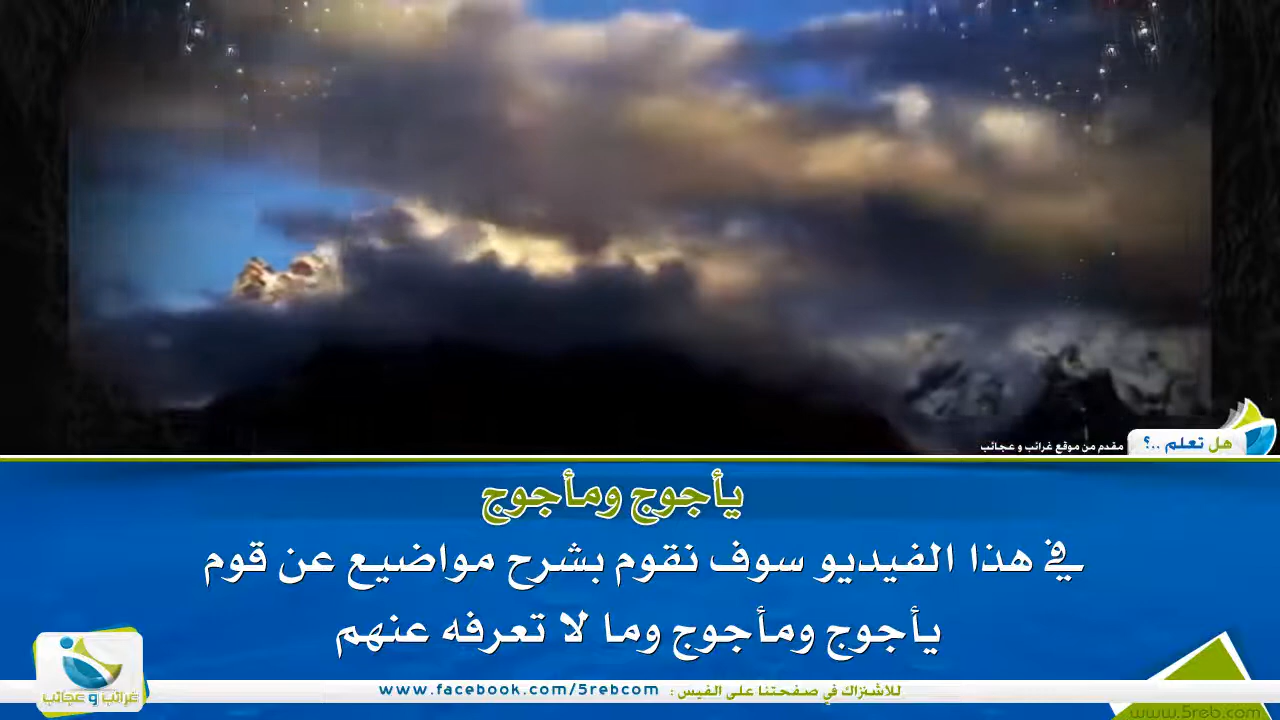 هل تعلم ..؟
مقدم من موقع غرائب و عجائب
يأجوج ومأجوج
في هذا الفيديو سوف نقوم بشرح مواضيع عن قوم
يأجوج ومأجوج وما لا تعرفه عنهم
غرائب و عجائب
للأشتراك في صفحتنا على الفيس : www.facebook.com/5rebcom
www.5reb.com